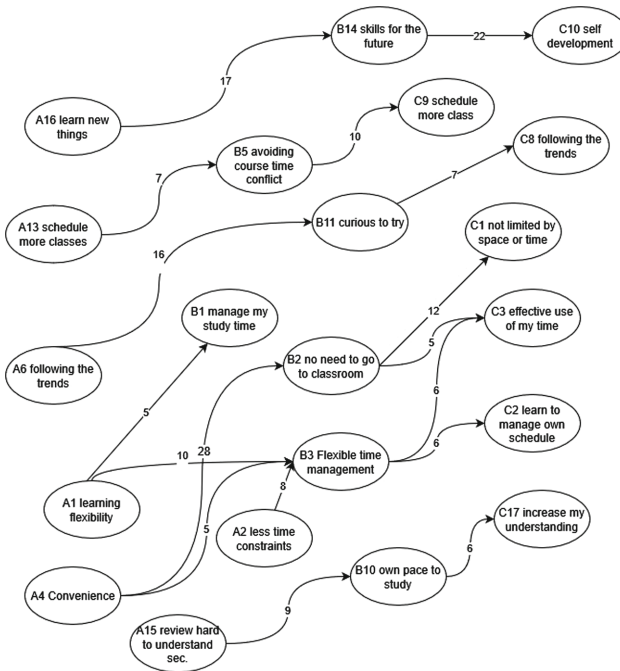 B14 skills for the
future
22
C10 self
development
17
A16 learn new
things
C9 schedule
more class
10
B5 avoiding
course time
conflict
C8 following the
trends
7
7
A13 schedule
more classes
B11 curious to try
C1 not limited by
space or time
16
B1 manage my
study time
12
C3 effective use
of my time
A6 following the
trends
B2 no need to go
to classroom
5
5
6
C2 learn to
manage own
schedule
28
10
B3 Flexible time
management
6
8
A1 learning
flexibility
5
A2 less time
constraints
C17 increase my
understanding
6
A4 Convenience
B10 own pace to
study
9
A15 review hard
to understand
sec.